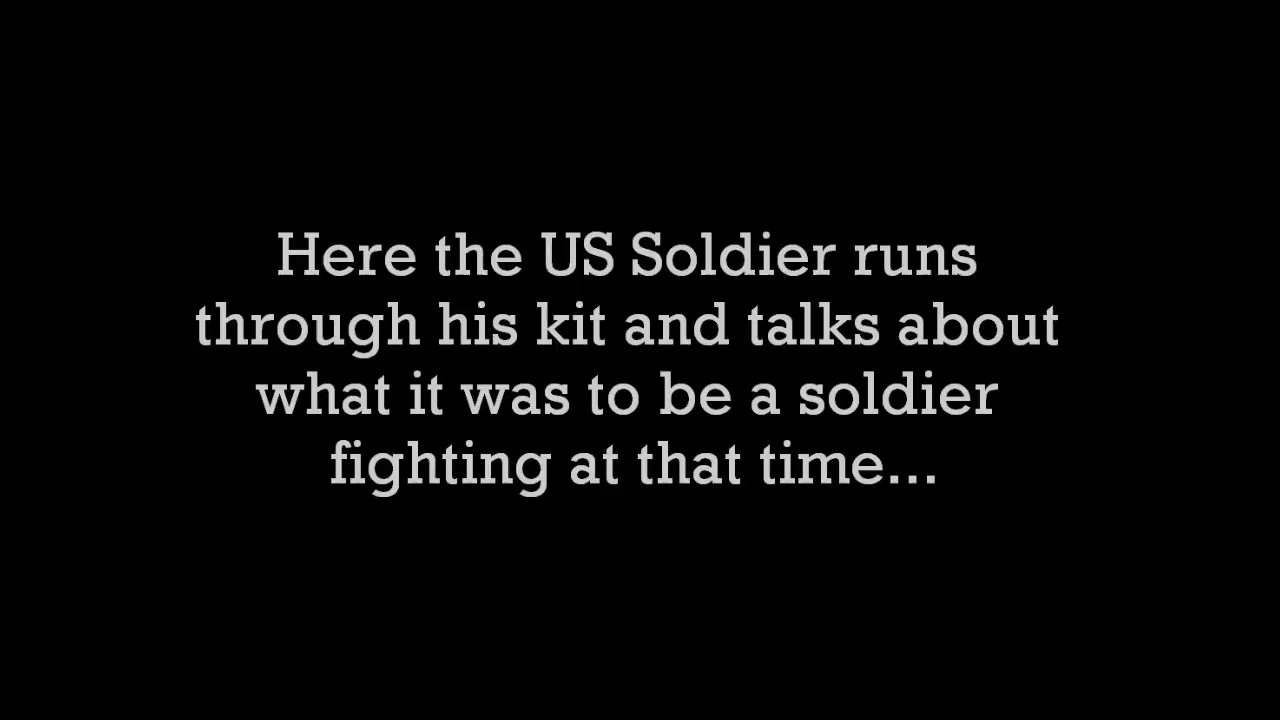 Here the US Soldier runs
through his kit and talks about
what it was to be a soldier
fighting at that time...